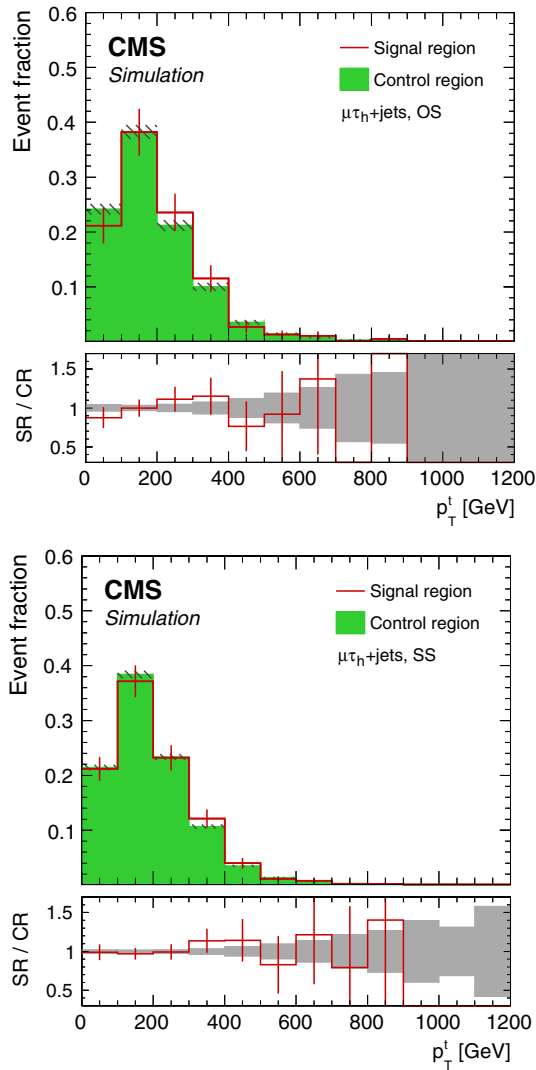 0.6
0.5
0.4
0.3
0.2
0.1
Event fraction
CMS
Simulation
Signal region
Control region
μτh+jets, OS
1.5
1
0.5
SR / CR
0 200 400 600 800 1000 1200
p_T^t [GeV]
0.6
0.5
0.4
0.3
0.2
0.1
Event fraction
CMS
Simulation
Signal region
Control region
μτh+jets, SS
1.5
1
0.5
SR / CR
0 200 400 600 800 1000 1200
p_T^t [GeV]